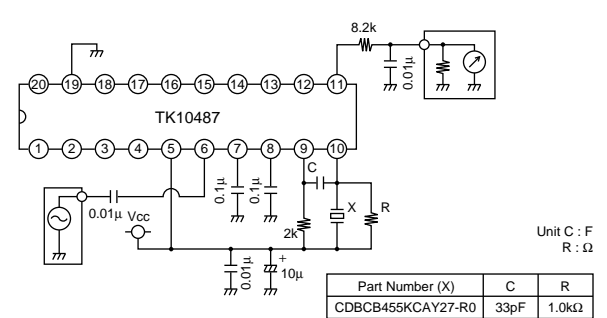 8.2k
0.01μ
20 19 18 17 16 15 14 13 12 11
TK10487
1 2 3 4 5 6 7 8 9 10
0.01μ
Vcc
0.1μ
0.1μ
C
X
R
2k
0.01μ
+
10μ
Unit C : F
R : Ω
Part Number (X) C R
CDBCB455KCAY27-R0 33pF 1.0kΩ